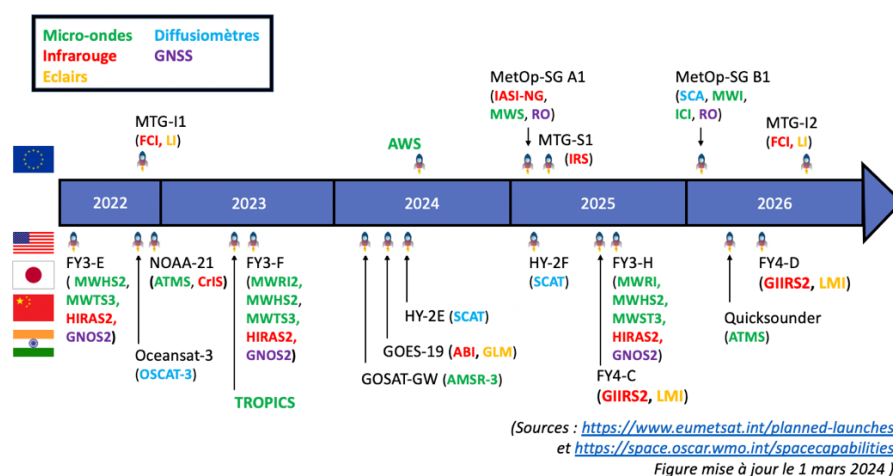 Micro-ondes Diffusiomètres
Infrarouge GNSS
Eclairs
MTG-I1
(FCI, LI)
AWS
MetOp-SG A1
(IASI-NG,
MWS, RO)
MTG-S1
(IRS)
MetOp-SG B1
(SCA, MWI,
ICI, RO)
MTG-I2
(FCI, LI)
2022 2023 2024 2025 2026
FY3-E
( MWHS2,
MWTS3,
HIRAS2,
GNOS2)
NOAA-21
(ATMS, CrIS)
Oceansat-3
(OSCAT-3)
TROPICS
FY3-F
(MWRI2,
MWHS2,
MWTS3,
HIRAS2,
GNOS2)
HY-2E (SCAT)
GOES-19 (ABI, GLM)
GOSAT-GW (AMSR-3)
HY-2F
(SCAT)
FY3-H
(MWRI,
MWHS2,
MWST3,
HIRAS2,
GNOS2)
FY4-C
(GIIRS2, LMI)
Quicksounder
(ATMS)
FY4-D
(GIIRS2, LMI)
(Sources : https://www.eumetsat.int/planned-launches
et https://space.oscar.wmo.int/spacecapabilities
Figure mise à jour le 1 mars 2024 )